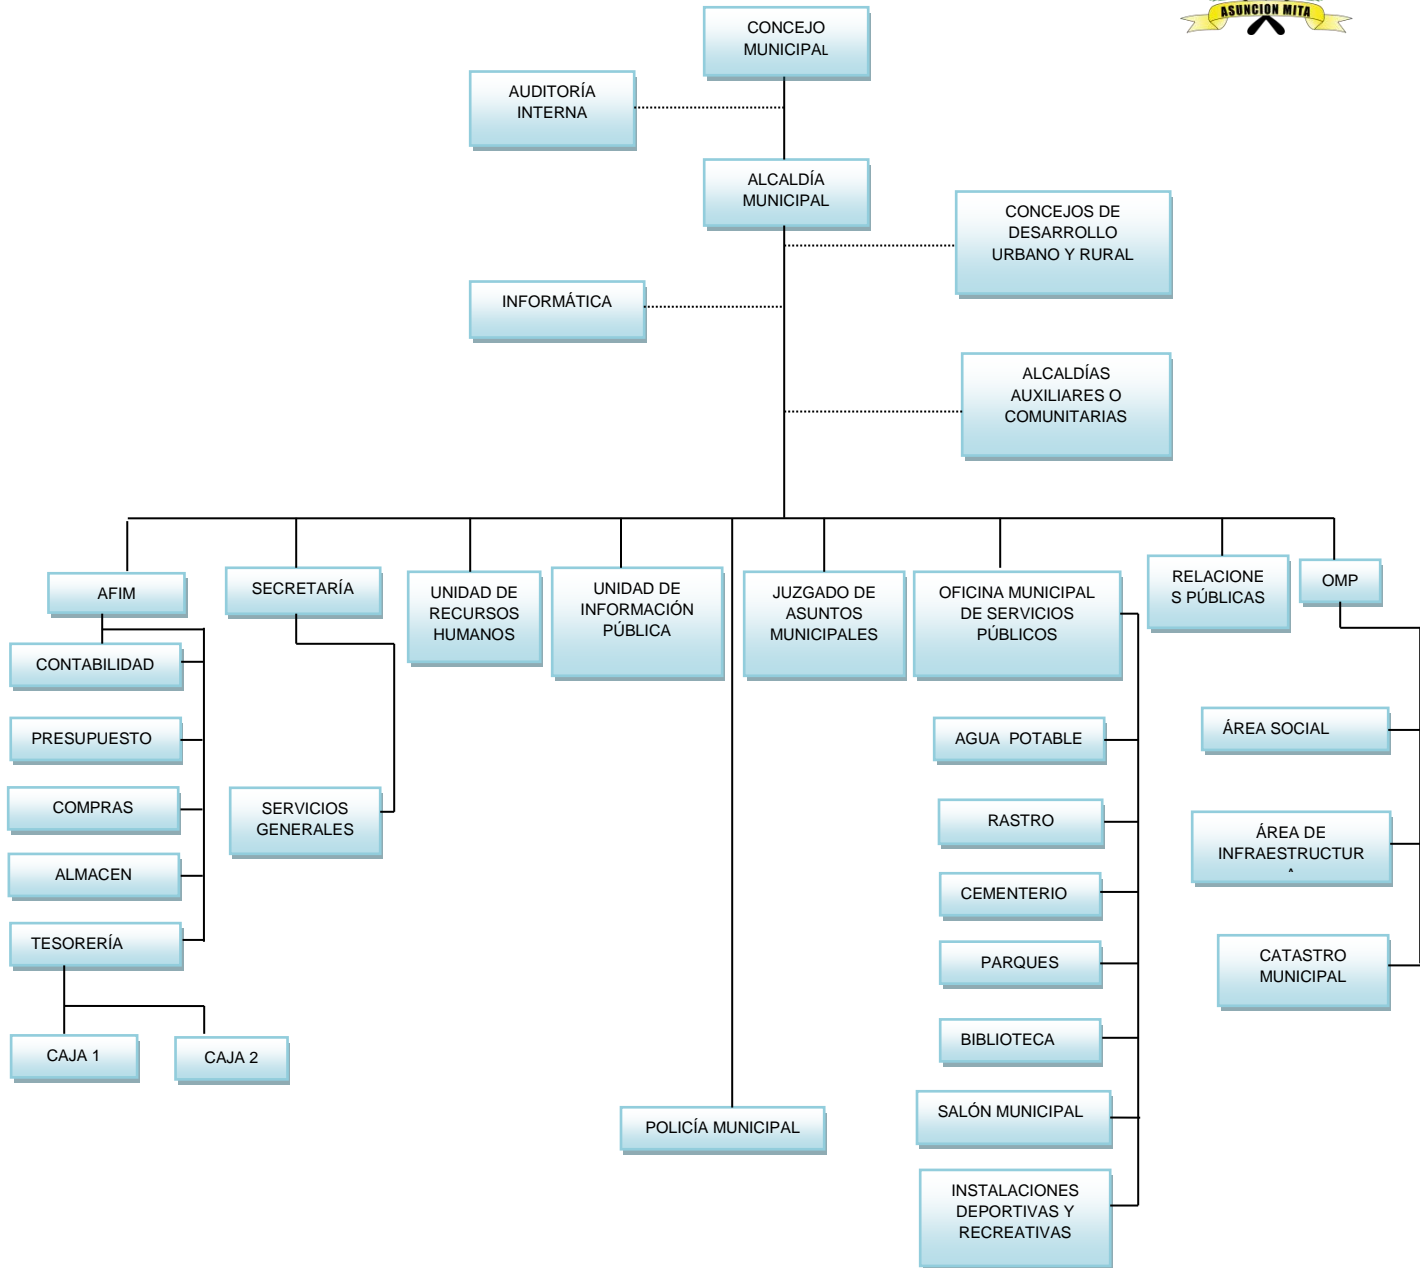 ASUNCION MITA
CONCEJO
MUNICIPAL
AUDITORÍA
INTERNA
ALCALDÍA
MUNICIPAL
CONCEJOS DE
DESARROLLO
URBANO Y RURAL
INFORMÁTICA
ALCALDÍAS
AUXILIARES O
COMUNITARIAS
AFIM
SECRETARÍA
UNIDAD DE
RECURSOS
HUMANOS
UNIDAD DE
INFORMACIÓN
PÚBLICA
JUZGADO DE
ASUNTOS
MUNICIPALES
OFICINA MUNICIPAL
DE SERVICIOS
PÚBLICOS
RELACIONE
S PÚBLICAS
OMP
CONTABILIDAD
PRESUPUESTO
COMPRAS
ALMACEN
TESORERÍA
CAJA 1
CAJA 2
SERVICIOS
GENERALES
POLICÍA MUNICIPAL
AGUA  POTABLE
RASTRO
CEMENTERIO
PARQUES
BIBLIOTECA
SALÓN MUNICIPAL
INSTALACIONES
DEPORTIVAS Y
RECREATIVAS
ÁREA SOCIAL
ÁREA DE
INFRAESTRUCTUR
CATASTRO
MUNICIPAL